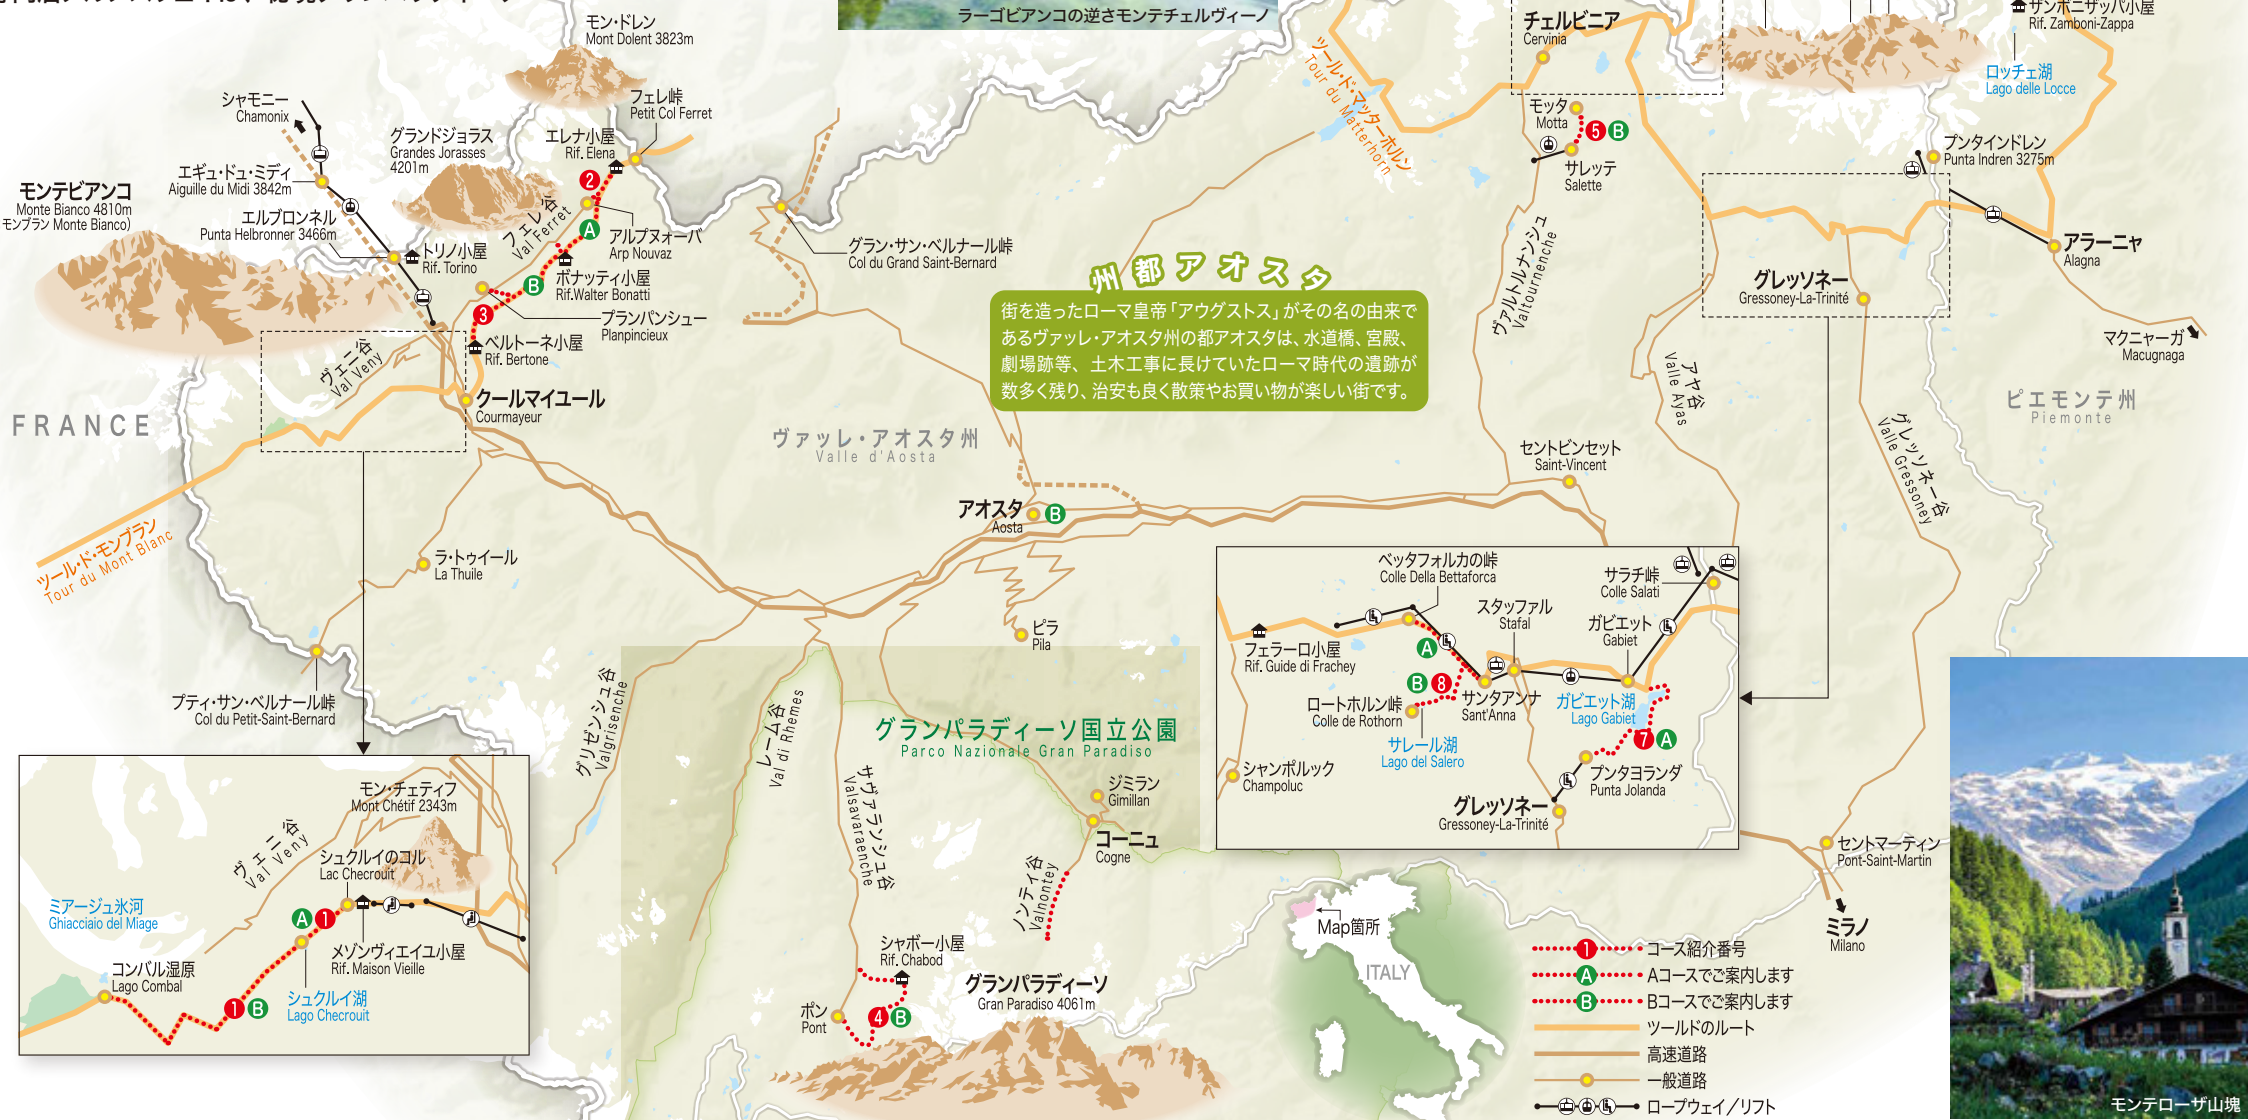 ラーゴビアンコの逆さモンテチェルヴィーノ
モン・ドレン
Mont Dolent 3823m
シャモニー
Chamonix
グランドジョラス
Grandes Jorasses
4201m
エギュ・ドュ・ミディ
Aiguille du Midi 3842m
モンテビアンコ
Monte Bianco 4810m
モンブラン Monte Bianco)
エルブロンネル
Punta Helbronner 3466m
トリノ小屋
Rif. Torino
フェレ峠
Petit Col Ferret
エレナ小屋
Rif. Elena
2
フェレ谷
Val Ferret
A
アルプヌォーバ
Arp Nouvaz
ボナッティ小屋
Rif.Walter Bonatti
B
プランパンシュー
Planpincieux
3
ベルトーネ小屋
Rif. Bertone
ヴェニ谷
Val Veny
クールマイユール
Courmayeur
FRANCE
ツール・ド・モンブラン
Tour du Mont Blanc
ラ・トゥイール
La Thuile
プティ・サン・ベルナール峠
Col du Petit-Saint-Bernard
グラン・サン・ベルナール峠
Col du Grand Saint-Bernard
州都アオスタ
街を造ったローマ皇帝「アウグストス」がその名の由来で
あるヴァッレ・アオスタ州の都アオスタは、水道橋、宮殿、
劇場跡等、土木工事に長けていたローマ時代の遺跡が
数多く残り、治安も良く散策やお買い物が楽しい街です。
ヴァッレ・アオスタ州
Valle d'Aosta
アオスタ
Aosta
B
ピラ
Pila
ツール・ド・マッターホルン
Tour du Matterhorn
チェルビニア
Cervinia
モッタ
Motta
5 B
サレッテ
Salette
ヴァルトルナンシュ
Valtournenche
セントビンセット
Saint-Vincent
アヤ谷
Valle Ayas
サンボニザッパ小屋
Rif. Zamboni-Zappa
ロッチェ湖
Lago delle Locce
プンタインドレン
Punta Indren 3275m
アラーニャ
Alagna
グレッソネー
Gressoney-La-Trinité
マクニャーガ
Macugnaga
ピエモンテ州
Piemonte
グレッソネー谷
Valle Gressoney
ベッタフォルカの峠
Colle Della Bettaforca
サラチ峠
Colle Salati
スタッファル
Stafal
ガビエット
Gabiet
フェラーロ小屋
Rif. Guide di Frachey
A
B 8
ロートホルン峠
Colle de Rothorn
サンタアンナ
Sant'Anna
ガビエット湖
Lago Gabiet
サレール湖
Lago del Salero
7 A
シャンポルック
Champoluc
プンタヨランダ
Punta Jolanda
グレッソネー
Gressoney-La-Trinité
グリゼンシュ谷
Valgrisenche
レーム谷
Val di Rhemes
グランパラディーソ国立公園
Parco Nazionale Gran Paradiso
サヴァランシュ谷
Valsavaraenche
ジミラン
Gimillan
コーニュ
Cogne
ノンティ谷
Valnontey
シャボー小屋
Rif. Chabod
グランパラディーソ
Gran Paradiso 4061m
ポン
Pont
4 B
モン・チェティフ
Mont Chétif 2343m
ヴェニ谷
Val Veny
シュクルイのコル
Lac Checrouit
ミアージュ氷河
Ghiacciaio del Miage
A 1
メゾンヴィエイユ小屋
Rif. Maison Vieille
コンバル湿原
Lago Combal
シュクルイ湖
Lago Checrouit
1 B
セントマーティン
Pont-Saint-Martin
ミラノ
Milano
Map箇所
ITALY
1 コース紹介番号
A Aコースでご案内します
B Bコースでご案内します
ツールドのルート
高速道路
一般道路
ロープウェイ／リフト
モンテローザ山塊